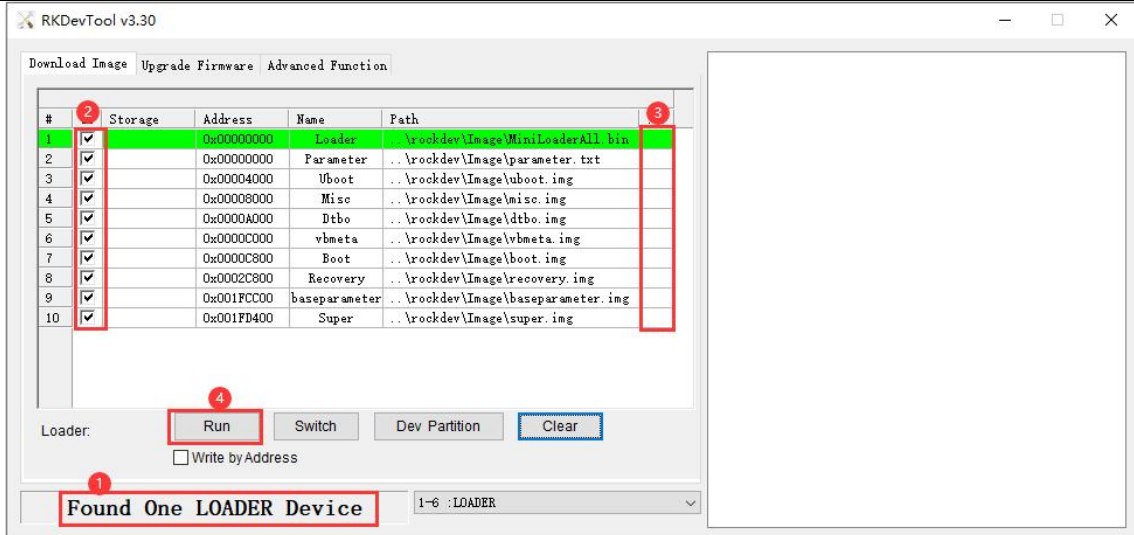 RKDevTool v3.30
Download Image Upgrade Firmware Advanced Function
# 2 Storage Address Name Path 3
1 0x00000000 Loader ..\rockdev\Image\MiniLoaderAll.bin
2 0x00000000 Parameter ..\rockdev\Image\parameter.txt
3 0x00004000 Uboot ..\rockdev\Image\uboot.img
4 0x00008000 Misc ..\rockdev\Image\misc.img
5 0x0000A000 Dtbo ..\rockdev\Image\dtbo.img
6 0x0000C000 vbmeta ..\rockdev\Image\vbmeta.img
7 0x0000C800 Boot ..\rockdev\Image\boot.img
8 0x0002C800 Recovery ..\rockdev\Image\recovery.img
9 0x001FCC00 baseparameter ..\rockdev\Image\baseparameter.img
10 0x001FD400 Super ..\rockdev\Image\super.img
4
Loader: Run Switch Dev Partition Clear
Write by Address
1
Found One LOADER Device 1-6 :LOADER